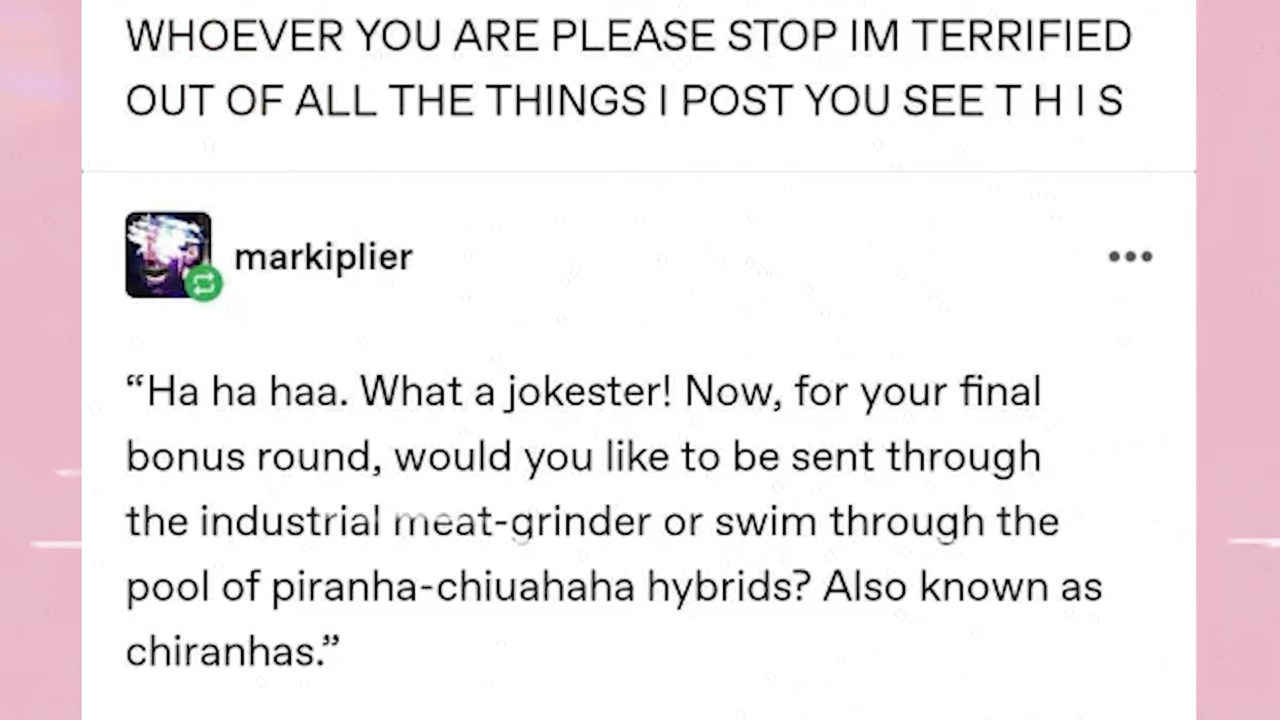 WHOEVER YOU ARE PLEASE STOP IM TERRIFIED
OUT OF ALL THE THINGS I POST YOU SEE T H I S
markiplier
“Ha ha haa. What a jokester! Now, for your final
bonus round, would you like to be sent through
the industrial meat-grinder or swim through the
pool of piranha-chiuahaha hybrids? Also known as
chiranhas.”